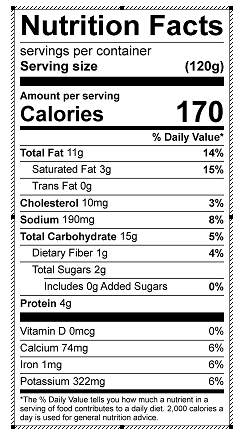 Nutrition Facts
servings per container
Serving size (120g)
Amount per serving
Calories 170
% Daily Value*
Total Fat 11g 14%
Saturated Fat 3g 15%
Trans Fat 0g
Cholesterol 10mg 3%
Sodium 190mg 8%
Total Carbohydrate 15g 5%
Dietary Fiber 1g 4%
Total Sugars 2g
Includes 0g Added Sugars 0%
Protein 4g
Vitamin D 0mcg 0%
Calcium 74mg 6%
Iron 1mg 6%
Potassium 322mg 6%
*The % Daily Value tells you how much a nutrient in a
serving of food contributes to a daily diet. 2,000 calories a
day is used for general nutrition advice.